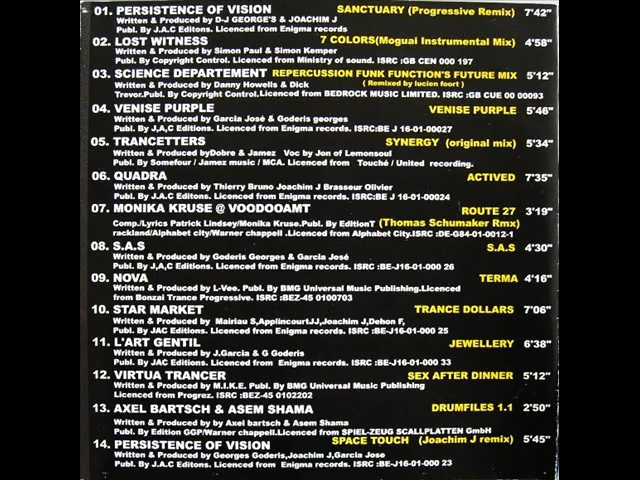 01. PERSISTENCE OF VISION SANCTUARY (Progressive Remix) 7'42"
Written & Produced by D-J GEORGE'S & JOACHIM J
Publ. By J.A.C Editons. Licenced from Enigma records
02. LOST WITNESS 7 COLORS(Moguai Instrumental Mix) 4'58"
Written & Produced by Simon Paul & Simon Kemper
Publ. By Copyright Control. Licenced from Ministry of sound. ISRC :GB CEN 000 197
03. SCIENCE DEPARTEMENT REPERCUSSION FUNK FUNCTION'S FUTURE MIX 5'12"
Written & Produced by Danny Howells & Dick ( Remixed by lucien foort )
Trevor.Publ. By Copyright Control.Licenced from BEDROCK MUSIC LIMITED. ISRC :GB CUE 00 00093
04. VENISE PURPLE VENISE PURPLE 5'46"
Written & Produced by Garcia José & Goderis georges
Publ. By J,A,C Editons. Licenced from Enigma records. ISRC:BE J 16-01-00027
05. TRANCETTERS SYNERGY (original mix) 5'34"
Written & Produced byDobre & Jamez Voc by Jon of Lemonsoul
Publ. By Somefour / Jamez music / MCA. Licenced from Touché / United recording.
06. QUADRA ACTIVED 7'35"
Written & Produced by Thierry Bruno Joachim J Brasseur Olivier
Publ. By J.A.C Editons. Licenced from Enigma records. ISRC:BE J 16-01-00024
07. MONIKA KRUSE @ VOODOOAMT ROUTE 27 3'19"
Comp./Lyrics Patrick Lindsey/Monika Kruse.Publ. By EditionT (Thomas Schumaker Rmx)
rackland/Alphabet city/Warner chappell .Licenced from Alphabet City.ISRC :DE-G84-01-0012-1
08. S.A.S S.A.S 4'30"
Written & Produced by Goderis Georges & Garcia José
Publ. By J,A,C Editons. Licenced from Enigma records. ISRC :BE-J16-01-000 26
09. NOVA TERMA 4'16"
Written & Produced by L-Vee. Publ. By BMG Universal Music Publishing.Licenced
from Bonzai Trance Progressive. ISRC :BEZ-45 0100703
10. STAR MARKET TRANCE DOLLARS 7'06"
Written & Produced by Mairiau S,ApplincourtJJ,Joachim J,Dehon F,
Publ. By JAC Editions. Licenced from Enigma records. ISRC :BE-J16-01-000 25
11. L'ART GENTIL JEWELLERY 6'38"
Written & Produced by J.Garcia & G Goderis
Publ. By JAC Editions. Licenced from Enigma records. ISRC :BE-J16-01-000 33
12. VIRTUA TRANCER SEX AFTER DINNER 5'12"
Written & Produced by M.I.K.E. Publ. By BMG Universal Music Publishing
Licenced from Progrez. ISRC :BEZ-45 0102202
13. AXEL BARTSCH & ASEM SHAMA DRUMFILES 1.1 2'50"
Written & Produced by by Axel bartsch & Asem Shama
Publ. By Edition GGP/Warner chappell.Licenced from SPIEL-ZEUG SCALLPLATTEN GmbH
14. PERSISTENCE OF VISION SPACE TOUCH (Joachim J remix) 5'45"
Written & Produced by Georges Goderis,Joachim J,Garcia Jose
Publ. By J.A.C Editons. Licenced from Enigma records. ISRC :BE-J16-01-000 23